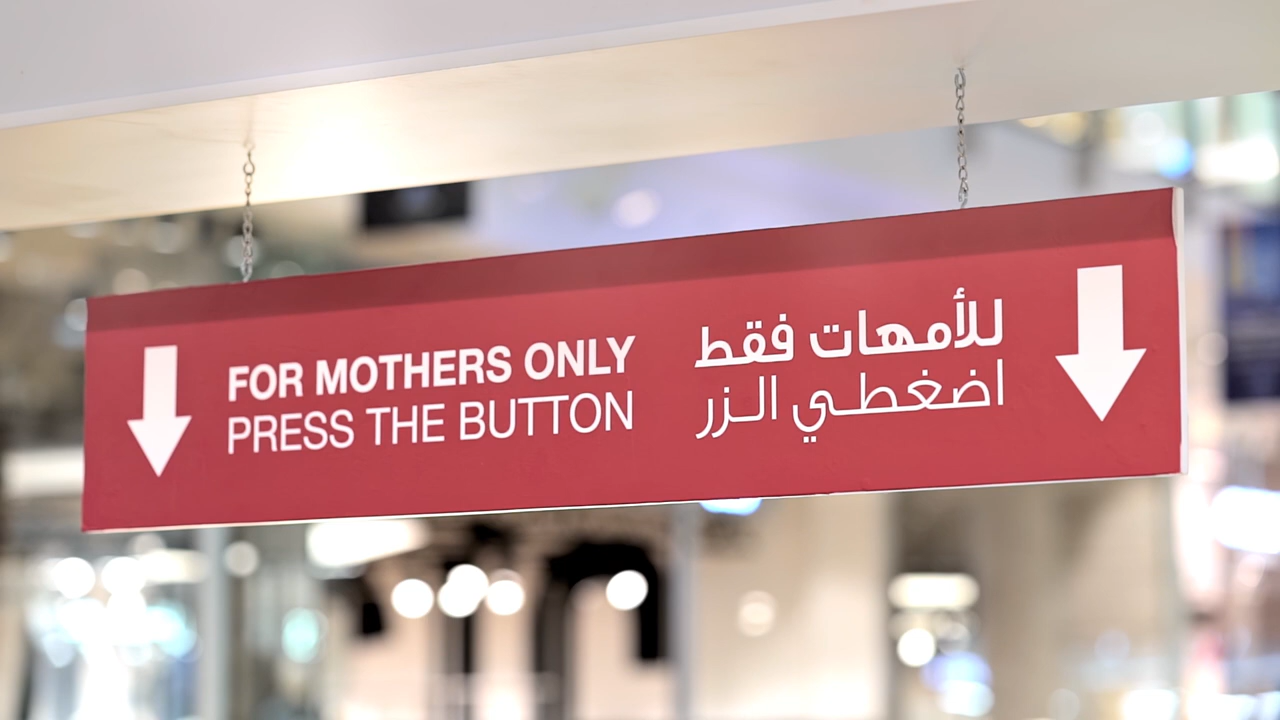 FOR MOTHERS ONLY
PRESS THE BUTTON
للأمهات فقط
اضغطي الزر